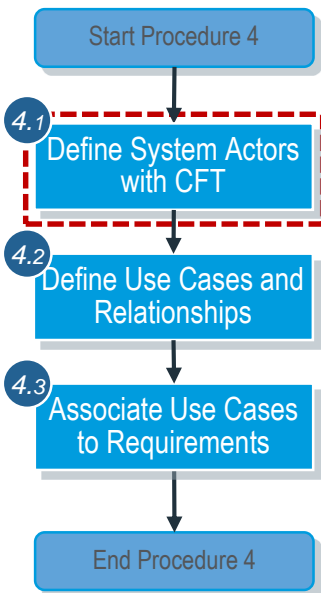 Start Procedure 4
4.1
Define System Actors
with CFT
4.2
Define Use Cases and
Relationships
4.3
Associate Use Cases
to Requirements
End Procedure 4